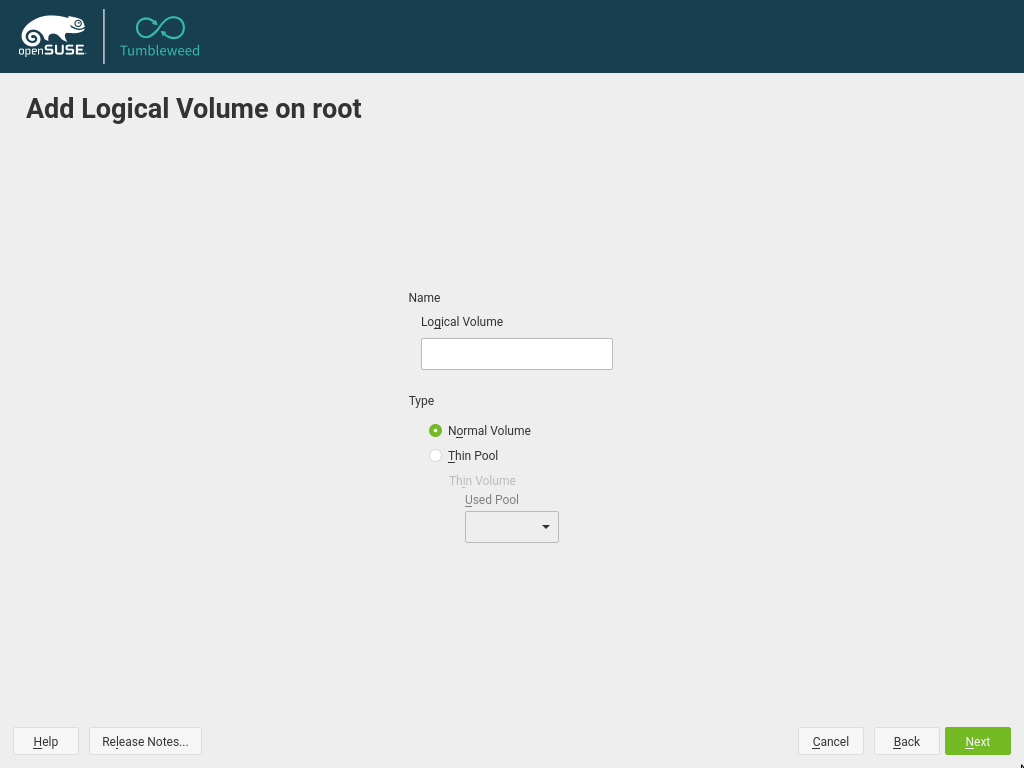 openSUSE.
Tumbleweed
Add Logical Volume on root
Name
Logical Volume
Type
Normal Volume
Thin Pool
Thin Volume
Used Pool
Help
Release Notes...
Cancel
Back
Next